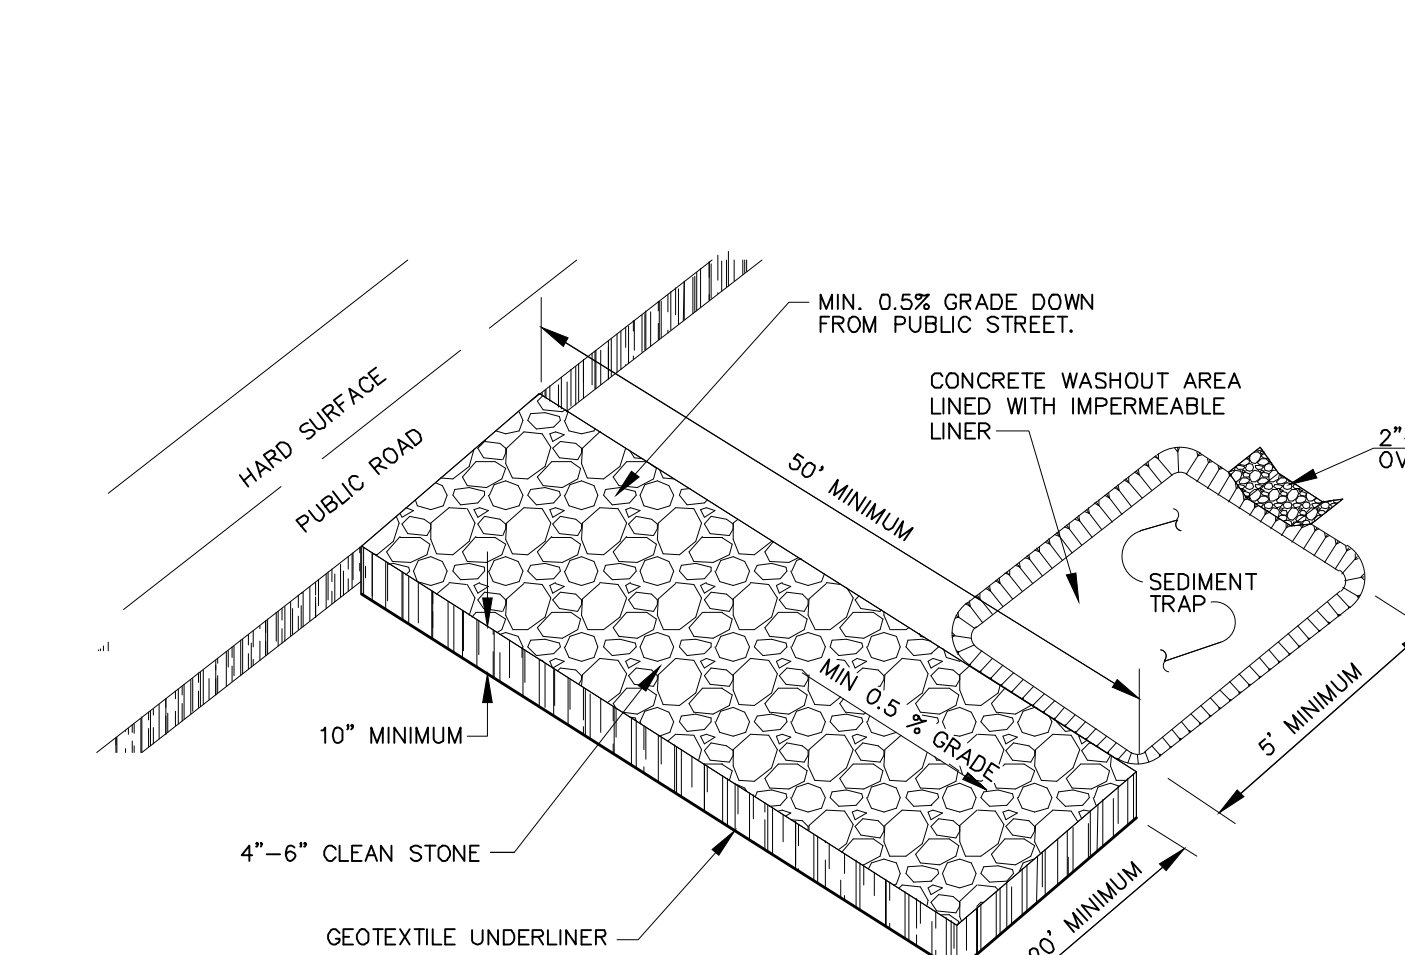 MIN. 0.5% GRADE DOWN
FROM PUBLIC STREET.
CONCRETE WASHOUT AREA
LINED WITH IMPERMEABLE
LINER
HARD SURFACE
PUBLIC ROAD
50' MINIMUM
SEDIMENT
TRAP
MIN 0.5 % GRADE
5' MINIMUM
10" MINIMUM
4"-6" CLEAN STONE
GEOTEXTILE UNDERLINER
MINIMUM